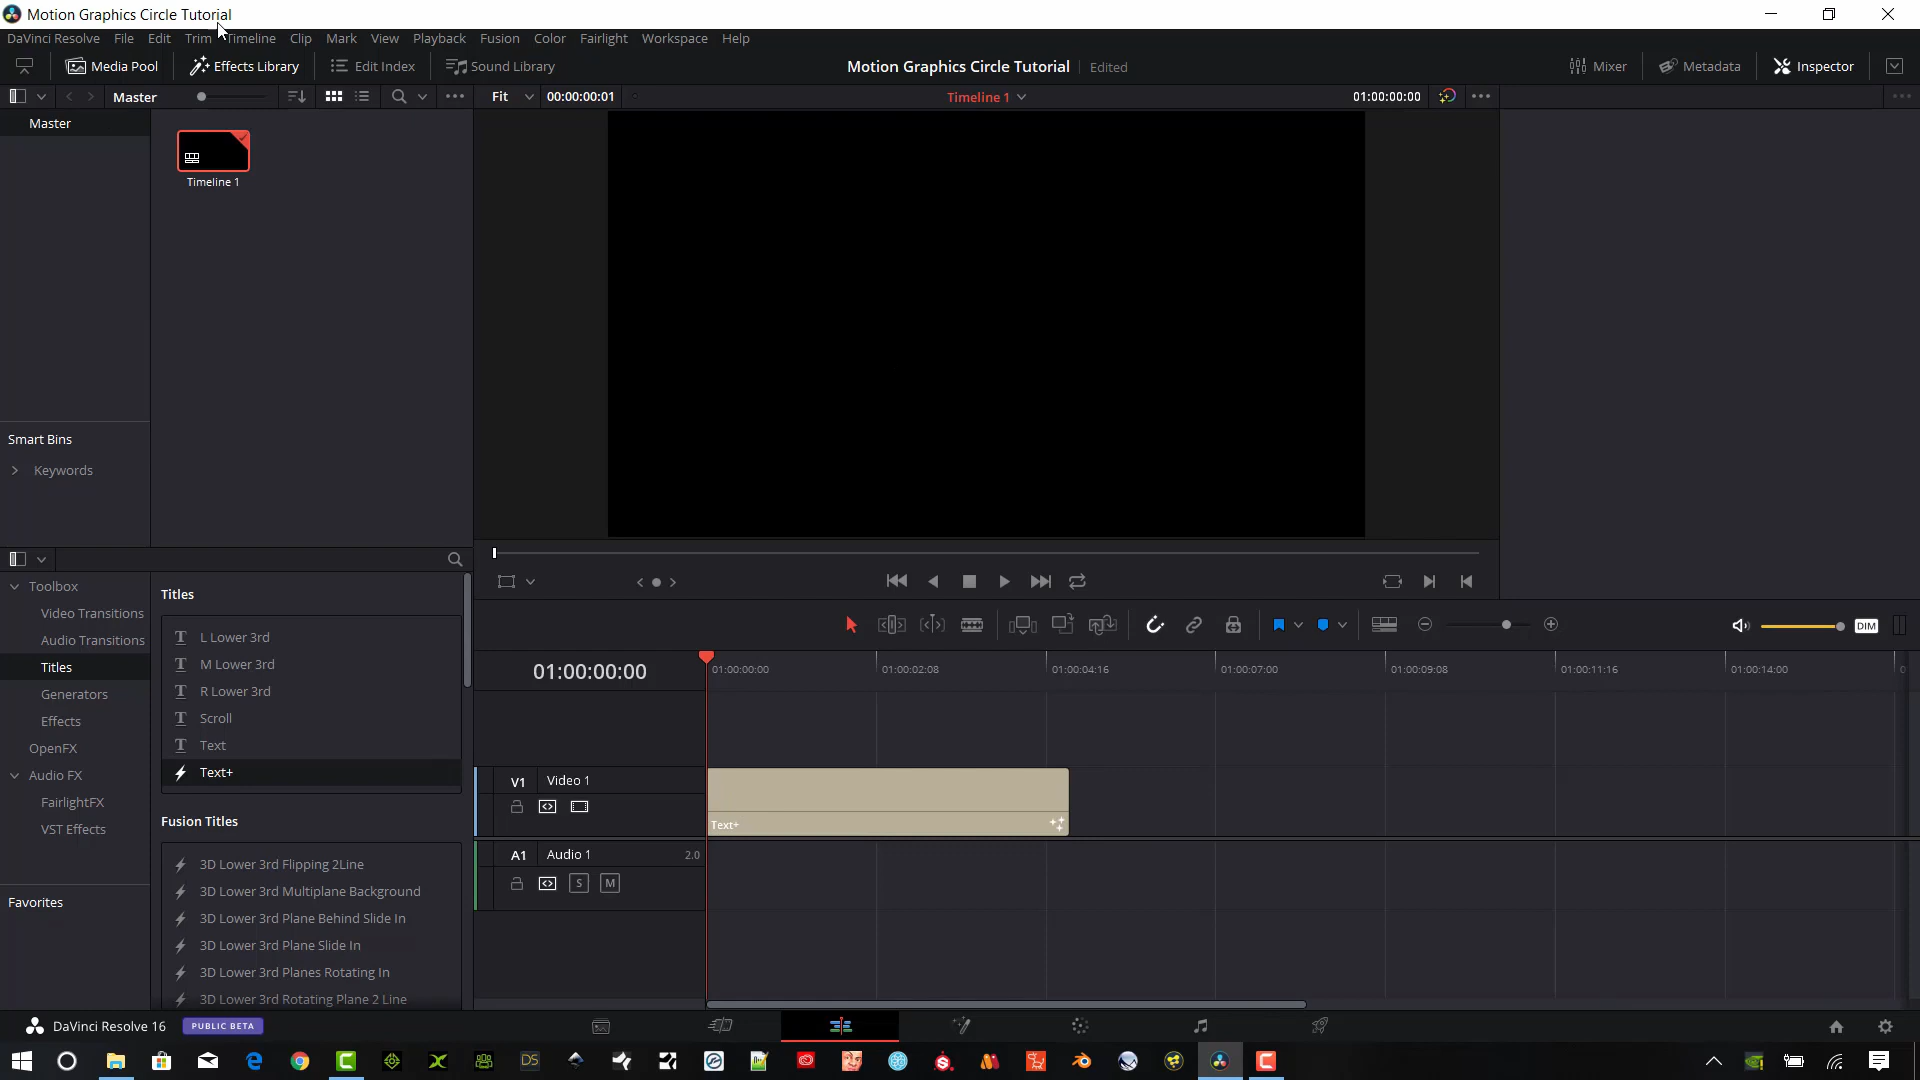 Motion Graphics Circle Tutorial
DaVinci Resolve File Edit Trim Timeline Clip Mark View Playback Fusion Color Fairlight Workspace Help
Media Pool Effects Library Edit Index Sound Library Motion Graphics Circle Tutorial Edited Mixer Metadata Inspector
Master Fit 00:00:00:01 Timeline 1 01:00:00:00
Master
Timeline 1
Smart Bins
Keywords
Toolbox
Video Transitions
Audio Transitions
Titles
Generators
Effects
OpenFX
Audio FX
FairlightFX
VST Effects
Favorites
Titles
L Lower 3rd
M Lower 3rd
R Lower 3rd
Scroll
Text
Text+
Fusion Titles
3D Lower 3rd Flipping 2Line
3D Lower 3rd Multiplane Background
3D Lower 3rd Plane Behind Slide In
3D Lower 3rd Plane Slide In
3D Lower 3rd Planes Rotating In
3D Lower 3rd Rotating Plane 2 Line
DIM
01:00:00:00 01:00:00:00 01:00:02:08 01:00:04:16 01:00:07:00 01:00:09:08 01:00:11:16 01:00:14:00
V1 Video 1
Text+
A1 Audio 1 2.0
S M
DaVinci Resolve 16 PUBLIC BETA
DS